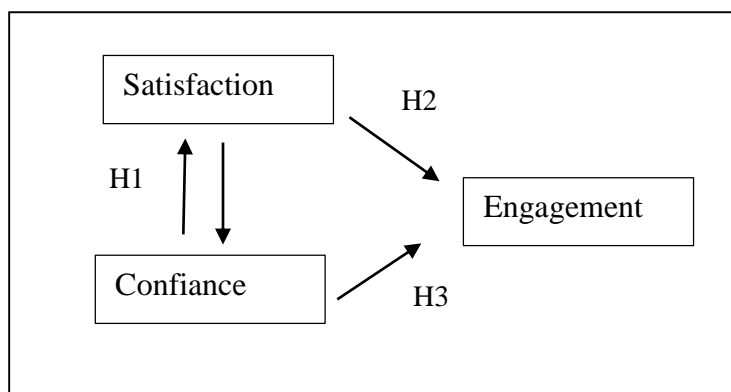 Satisfaction
H2
H1
Engagement
Confiance
H3